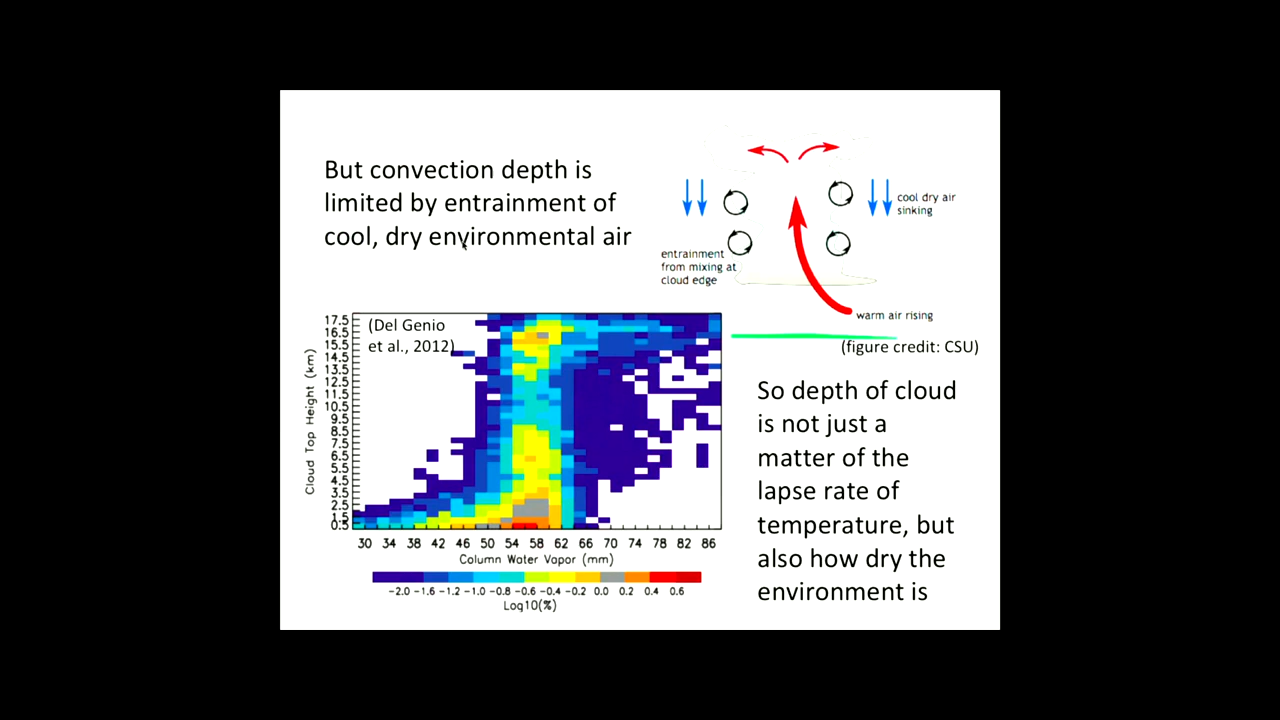 But convection depth is
limited by entrainment of
cool, dry environmental air
cool dry air
sinking
entrainment
from mixing at
cloud edge
warm air rising
(figure credit: CSU)
(Del Genio
et al., 2012)
Cloud Top Height (km)
17.5
16.5
15.5
14.5
13.5
12.5
11.5
10.5
9.5
8.5
7.5
6.5
5.5
4.5
3.5
2.5
1.5
0.5
30 34 38 42 46 50 54 58 62 66 70 74 78 82 86
Column Water Vapor (mm)
-2.0 -1.6 -1.2 -1.0 -0.8 -0.6 -0.4 -0.2 0.0 0.2 0.4 0.6
Log10(%)
So depth of cloud
is not just a
matter of the
lapse rate of
temperature, but
also how dry the
environment is